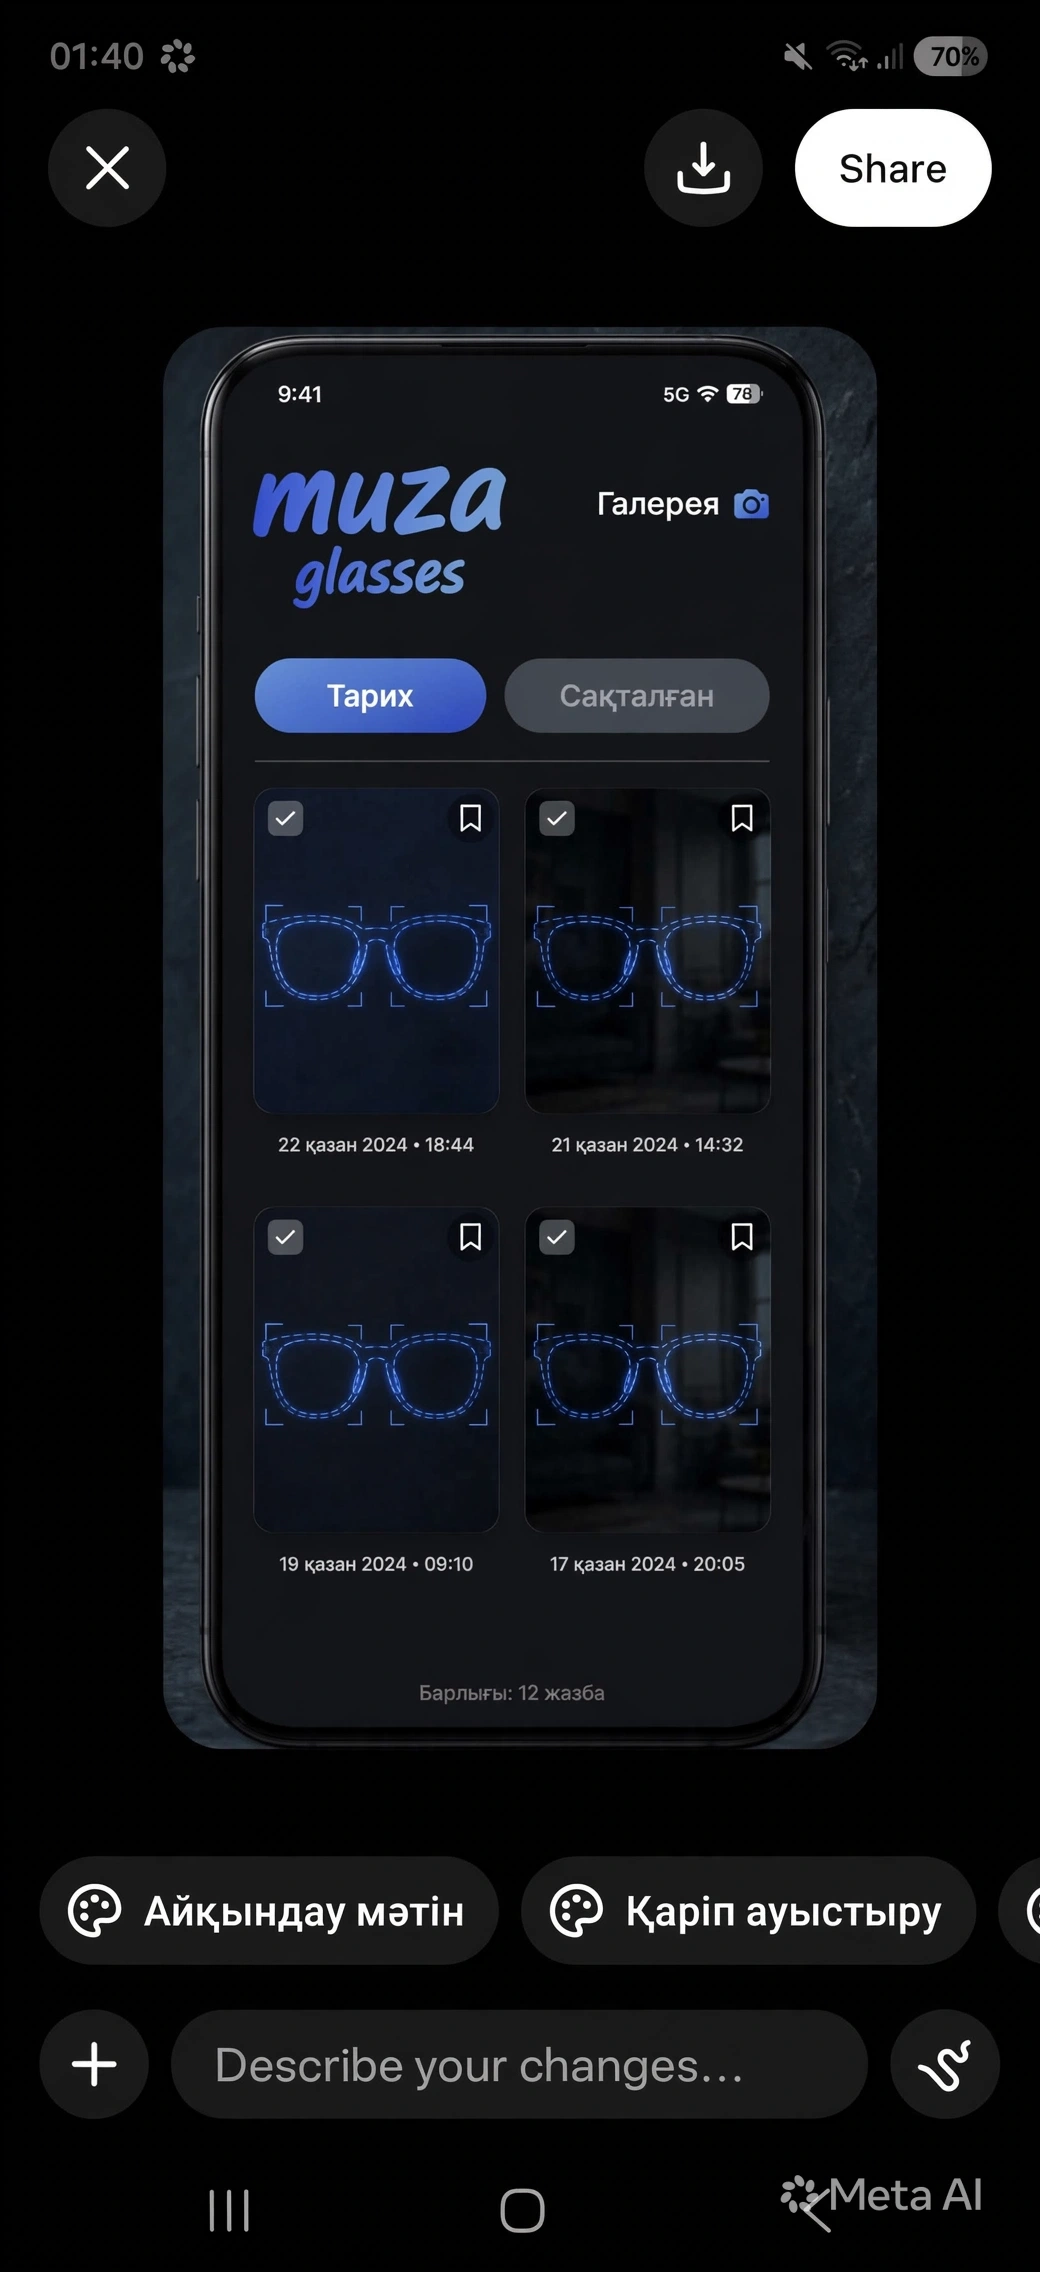 01:40
70%
Share
9:41
5G
78
muza
glasses
Галерея
Тарих
Сақталған
22 қазан 2024 • 18:44
21 қазан 2024 • 14:32
19 қазан 2024 • 09:10
17 қазан 2024 • 20:05
Барлығы: 12 жазба
Айқындау мәтін
Қаріп ауыстыру
Describe your changes...
Meta AI